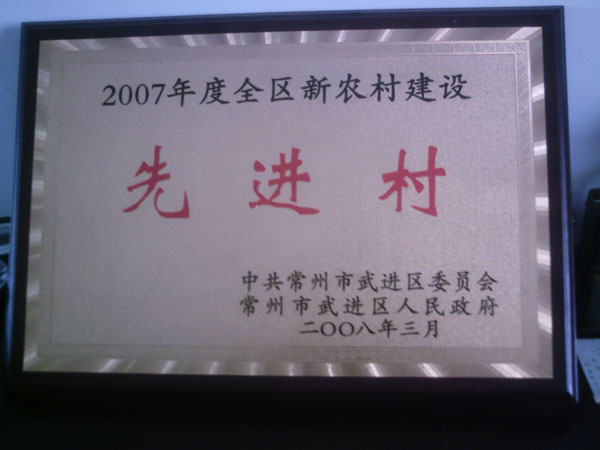 2007年度全区新农村建设
先进村
中共常州市武进区委员会
常州市武进区人民政府
二〇〇八年三月